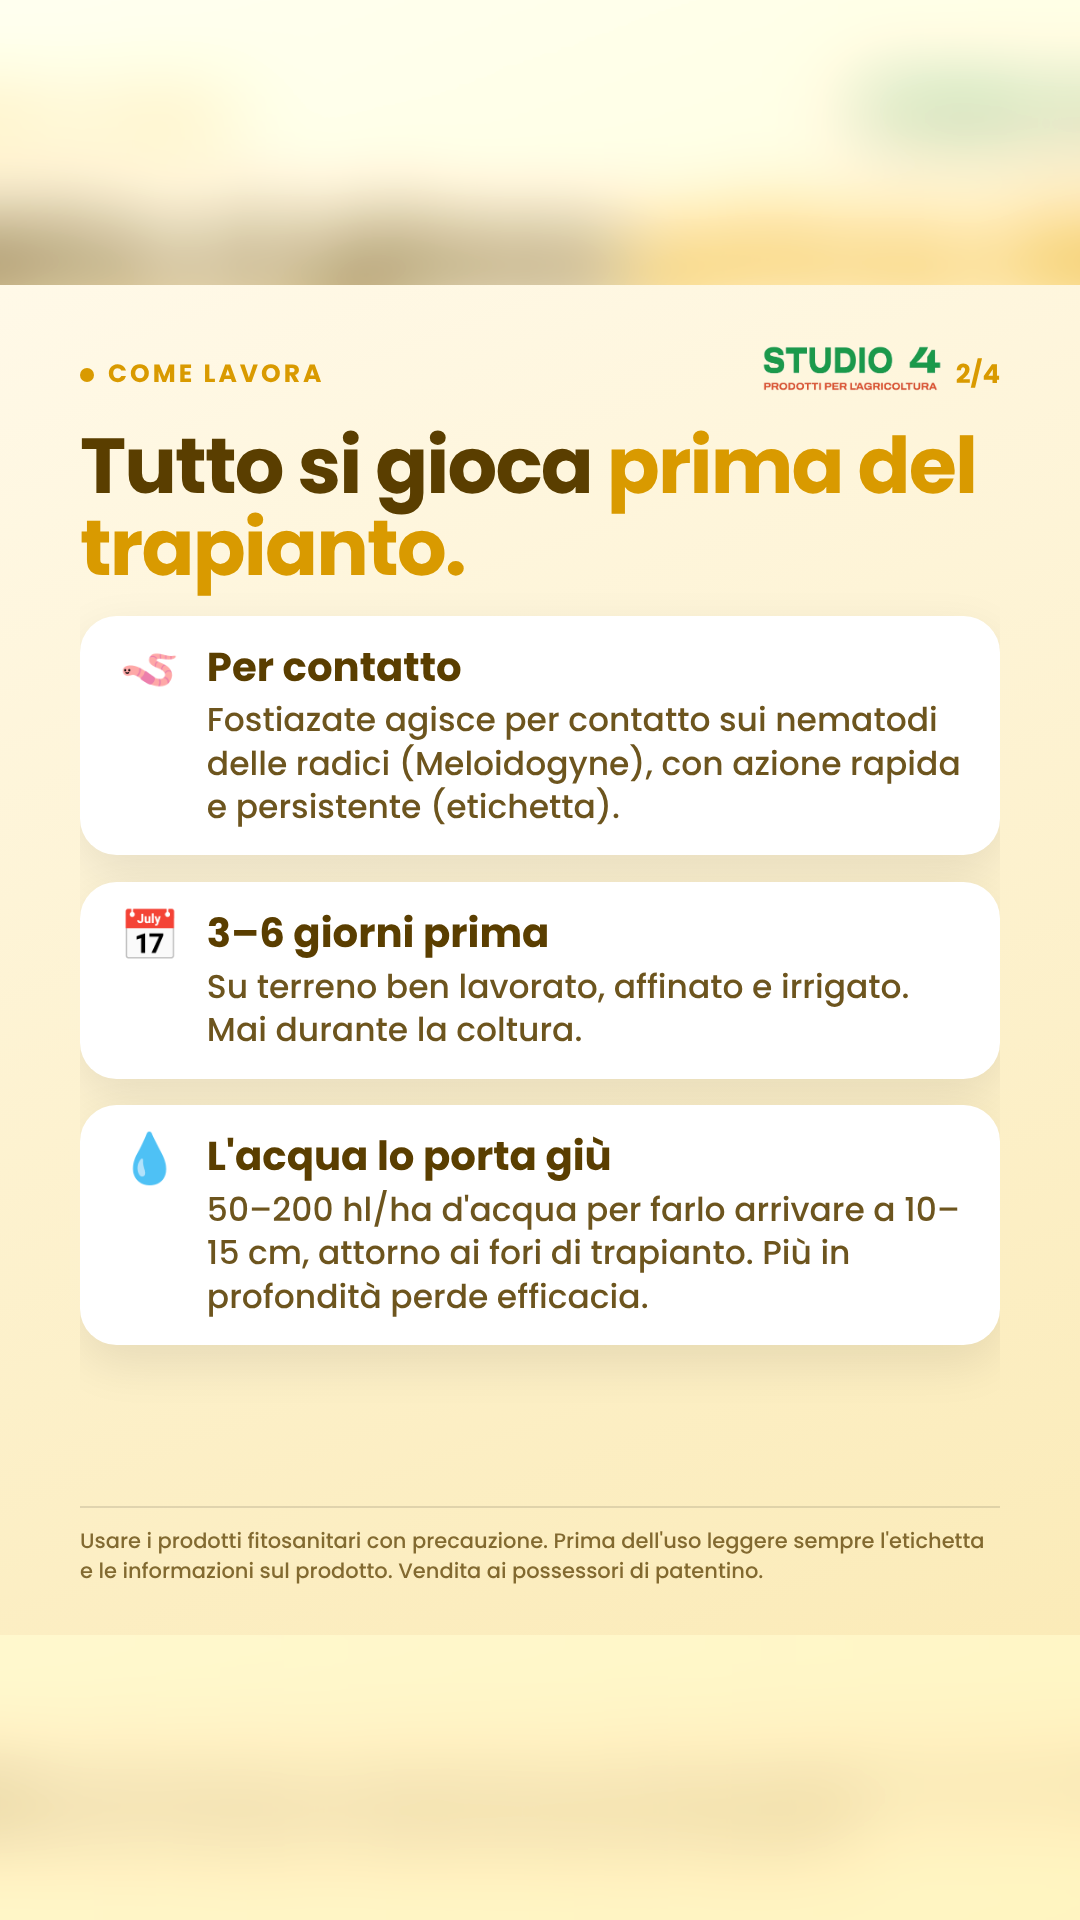 COME LAVORA
STUDIO 4
PRODOTTI PER L'AGRICOLTURA
2/4
Tutto si gioca prima del
trapianto.
Per contatto
Fostiazate agisce per contatto sui nematodi
delle radici (Meloidogyne), con azione rapida
e persistente (etichetta).
July
17
3–6 giorni prima
Su terreno ben lavorato, affinato e irrigato.
Mai durante la coltura.
L'acqua lo porta giù
50–200 hl/ha d'acqua per farlo arrivare a 10–
15 cm, attorno ai fori di trapianto. Più in
profondità perde efficacia.
Usare i prodotti fitosanitari con precauzione. Prima dell'uso leggere sempre l'etichetta
e le informazioni sul prodotto. Vendita ai possessori di patentino.